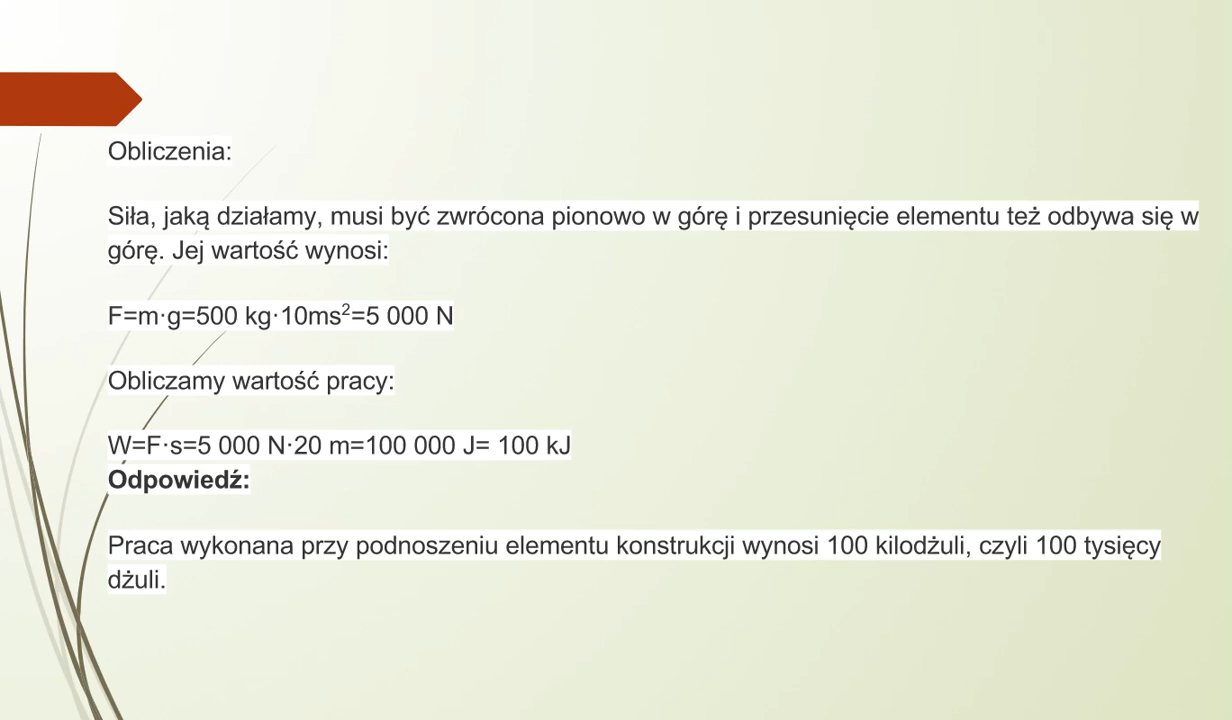 Obliczenia:
Siła, jaką działamy, musi być zwrócona pionowo w górę i przesunięcie elementu też odbywa się w
górę. Jej wartość wynosi:
F=m·g=500 kg·10ms²=5 000 N
Obliczamy wartość pracy:
W=F·s=5 000 N·20 m=100 000 J= 100 kJ
Odpowiedź:
Praca wykonana przy podnoszeniu elementu konstrukcji wynosi 100 kilodżuli, czyli 100 tysięcy
dżuli.